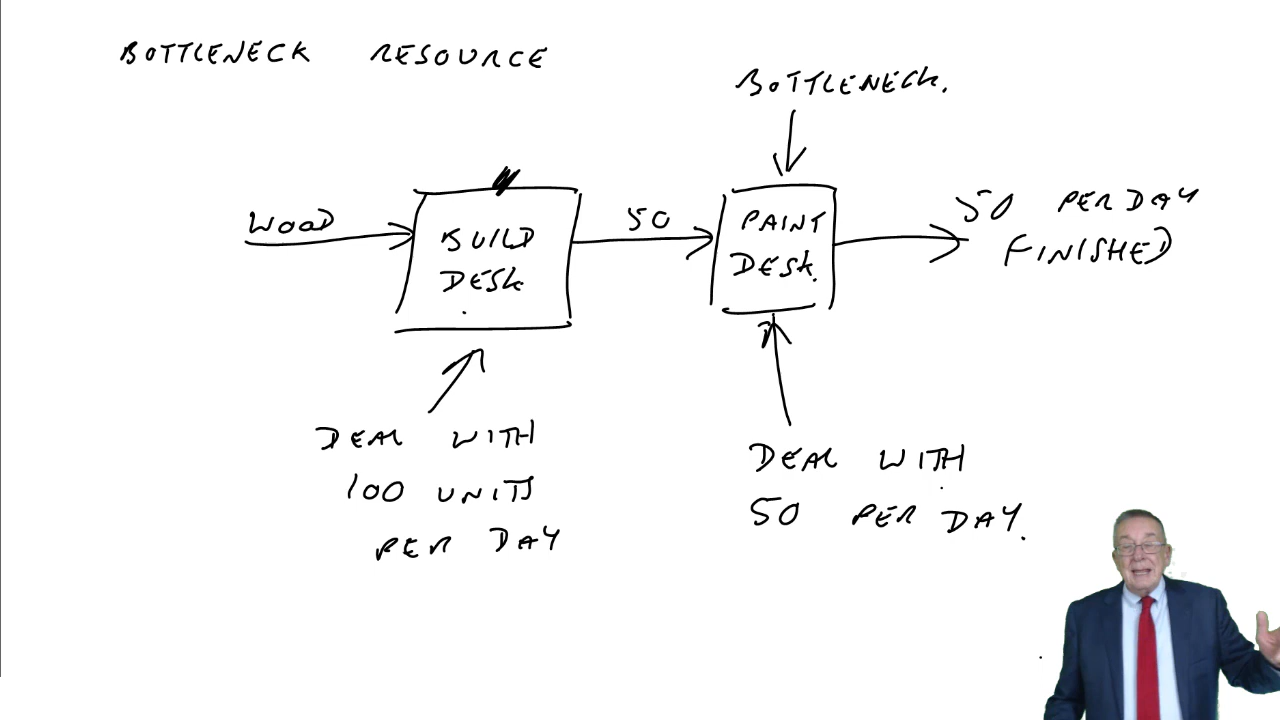 BOTTLENECK RESOURCE
BOTTLENECK.
WOOD
BUILD
DESK
50
PAINT
DESK.
50 PER DAY
FINISHED
DEAL WITH
100 UNITS
PER DAY
DEAL WITH
50 PER DAY.